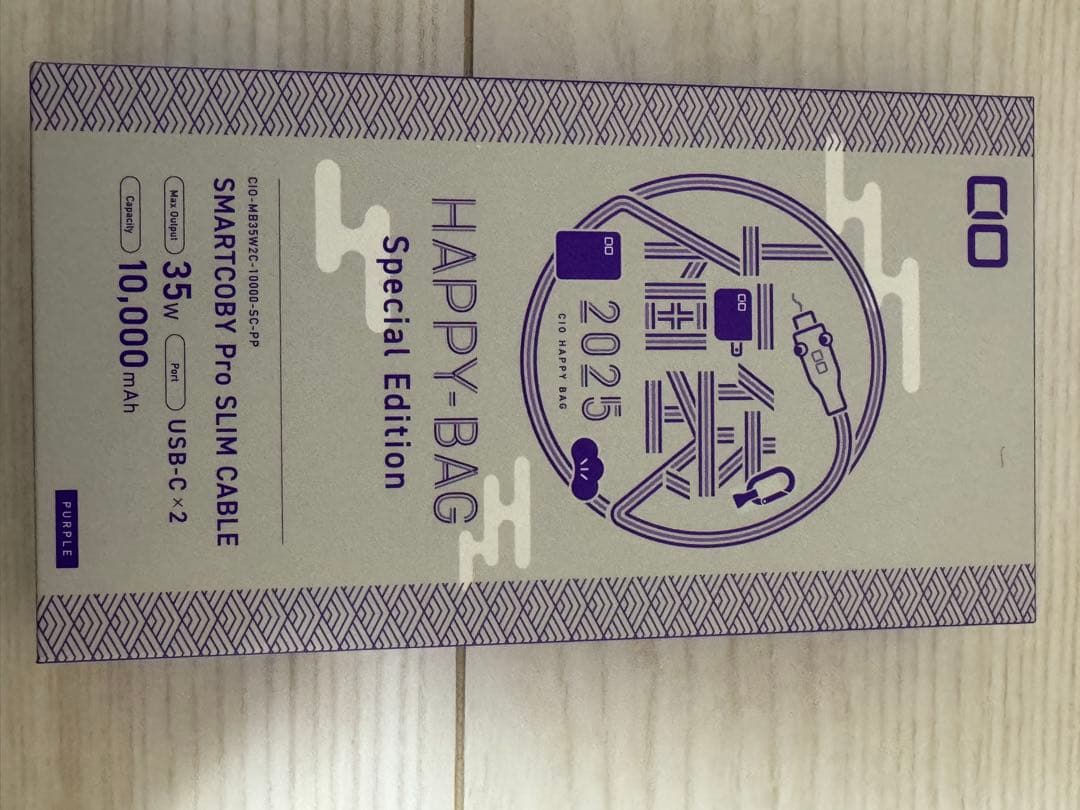 CIO
福袋
2025
CIO HAPPY BAG
HAPPY-BAG
Special Edition
CIO-MB35W2C-10000-SC-PP
SMARTCOBY Pro SLIM CABLE
Max Output 35W Port USB-C×2
Capacity 10,000mAh
PURPLE